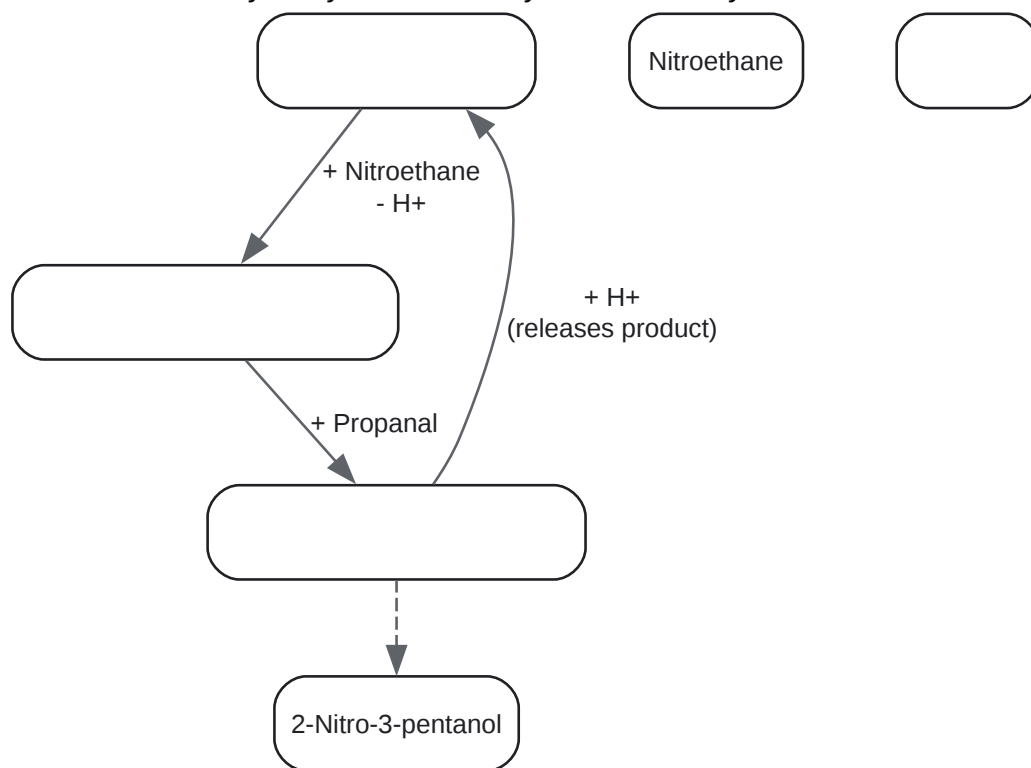 Nitroethane
+ Nitroethane
- H+
+ H+
(releases product)
+ Propanal
2-Nitro-3-pentanol